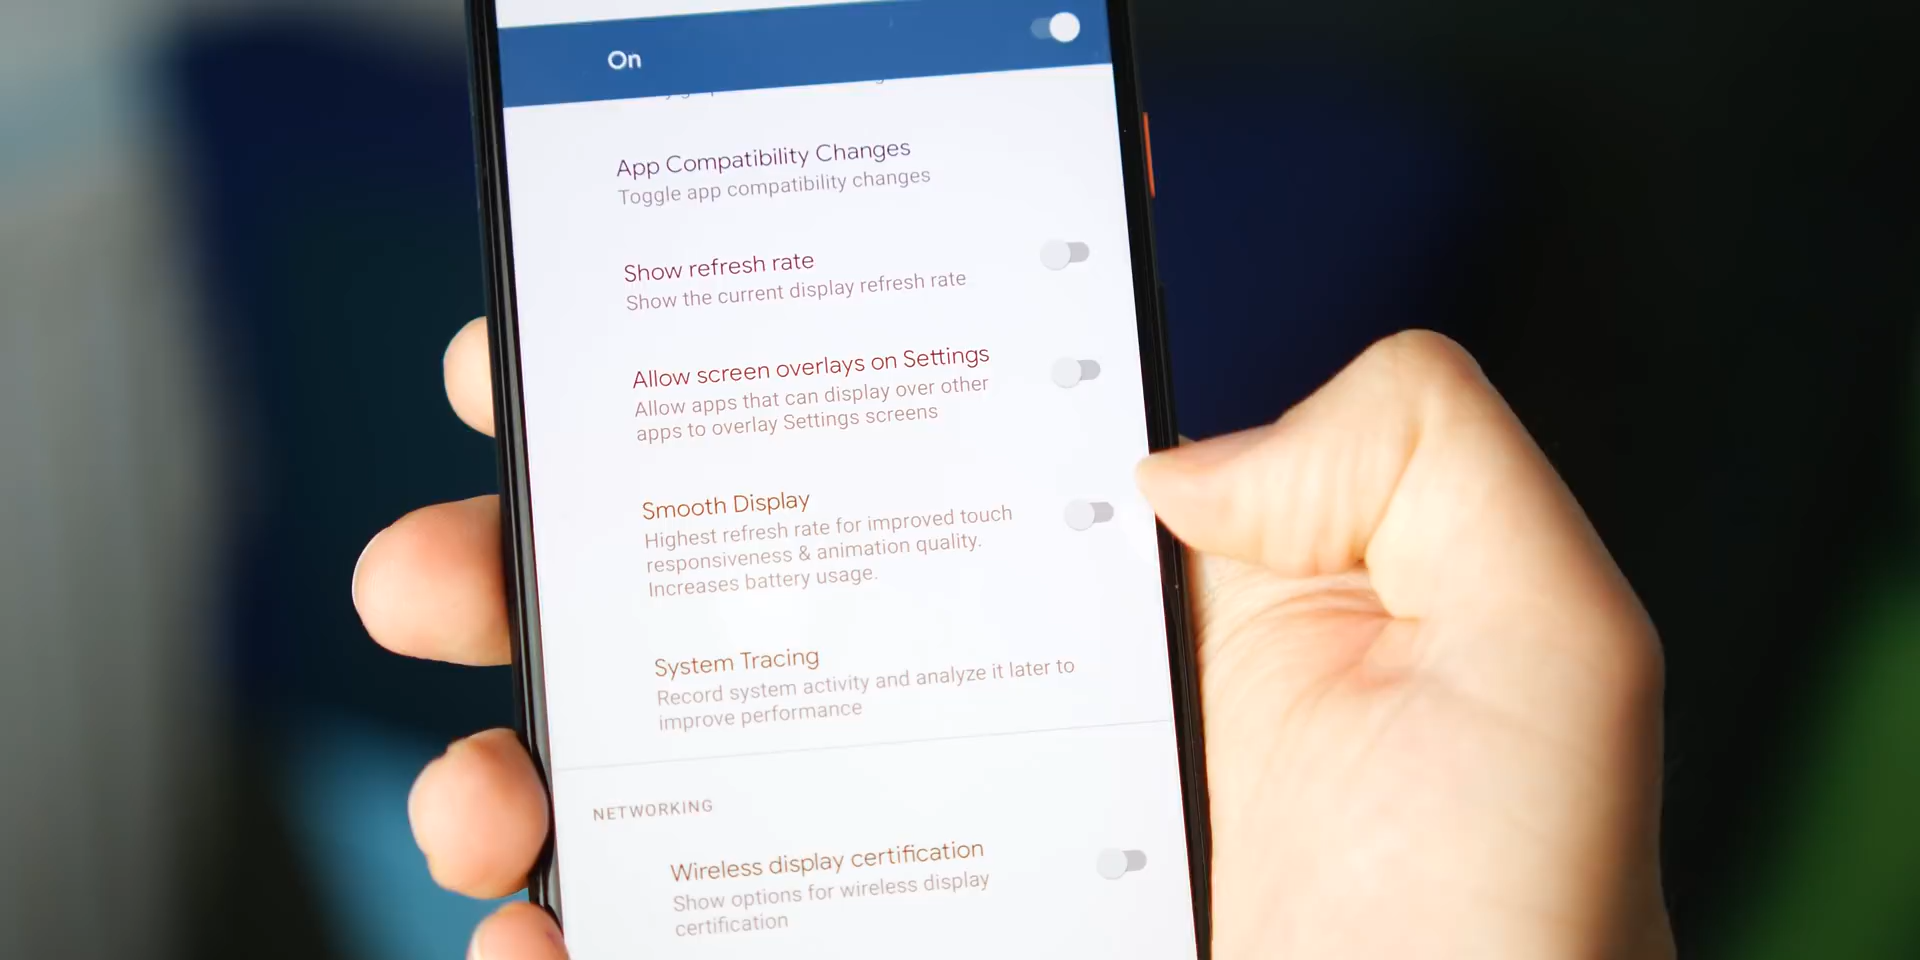 On
App Compatibility Changes
Toggle app compatibility changes
Show refresh rate
Show the current display refresh rate
Allow screen overlays on Settings
Allow apps that can display over other
apps to overlay Settings screens
Smooth Display
Highest refresh rate for improved touch
responsiveness & animation quality.
Increases battery usage.
System Tracing
Record system activity and analyze it later to
improve performance
NETWORKING
Wireless display certification
Show options for wireless display
certification